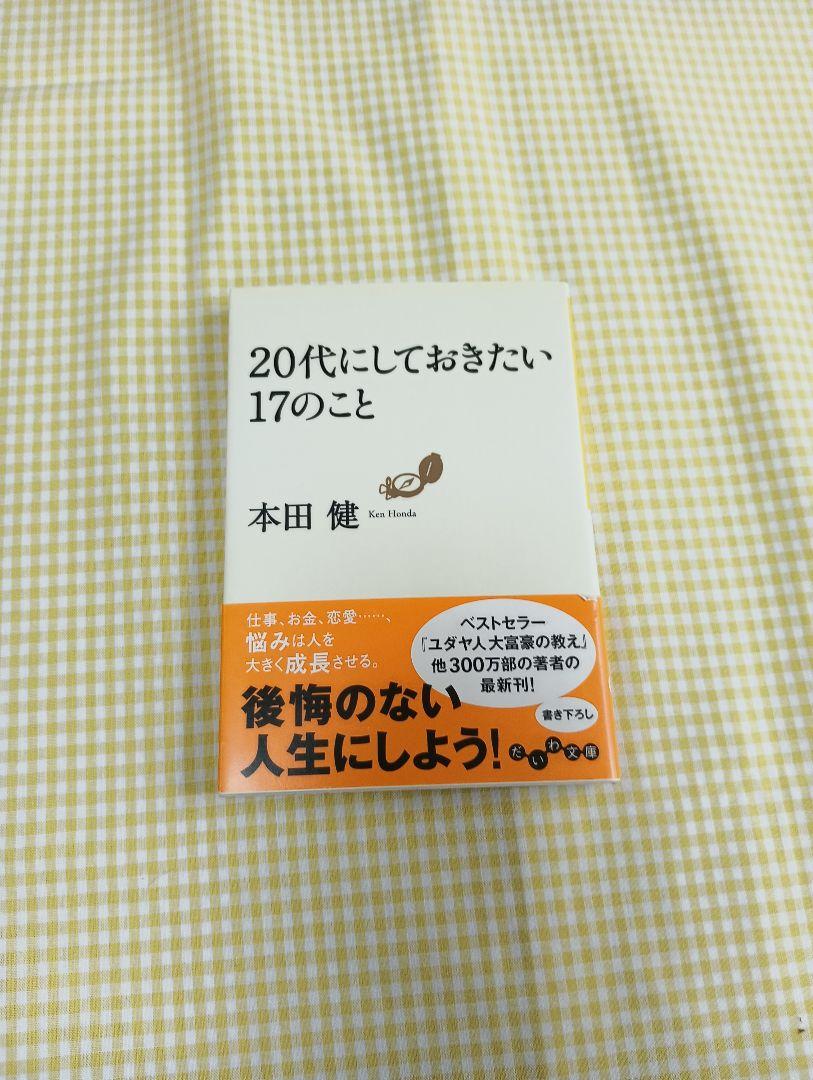 20代にしておきたい
17のこと
本田 健
Ken Honda
仕事、お金、恋愛……、
悩みは人を
大きく成長させる。
後悔のない
人生にしよう!
ベストセラー
『ユダヤ人大富豪の教え』
他300万部の著者の
最新刊!
書き下ろし
だいわ文庫